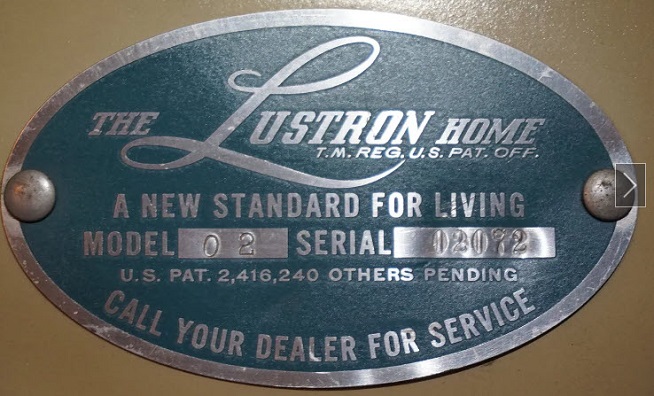 THE LUSTRON HOME
T.M. REG. U.S. PAT. OFF.
A NEW STANDARD FOR LIVING
MODEL 02 SERIAL 02072
U.S. PAT. 2,416,240 OTHERS PENDING
CALL YOUR DEALER FOR SERVICE